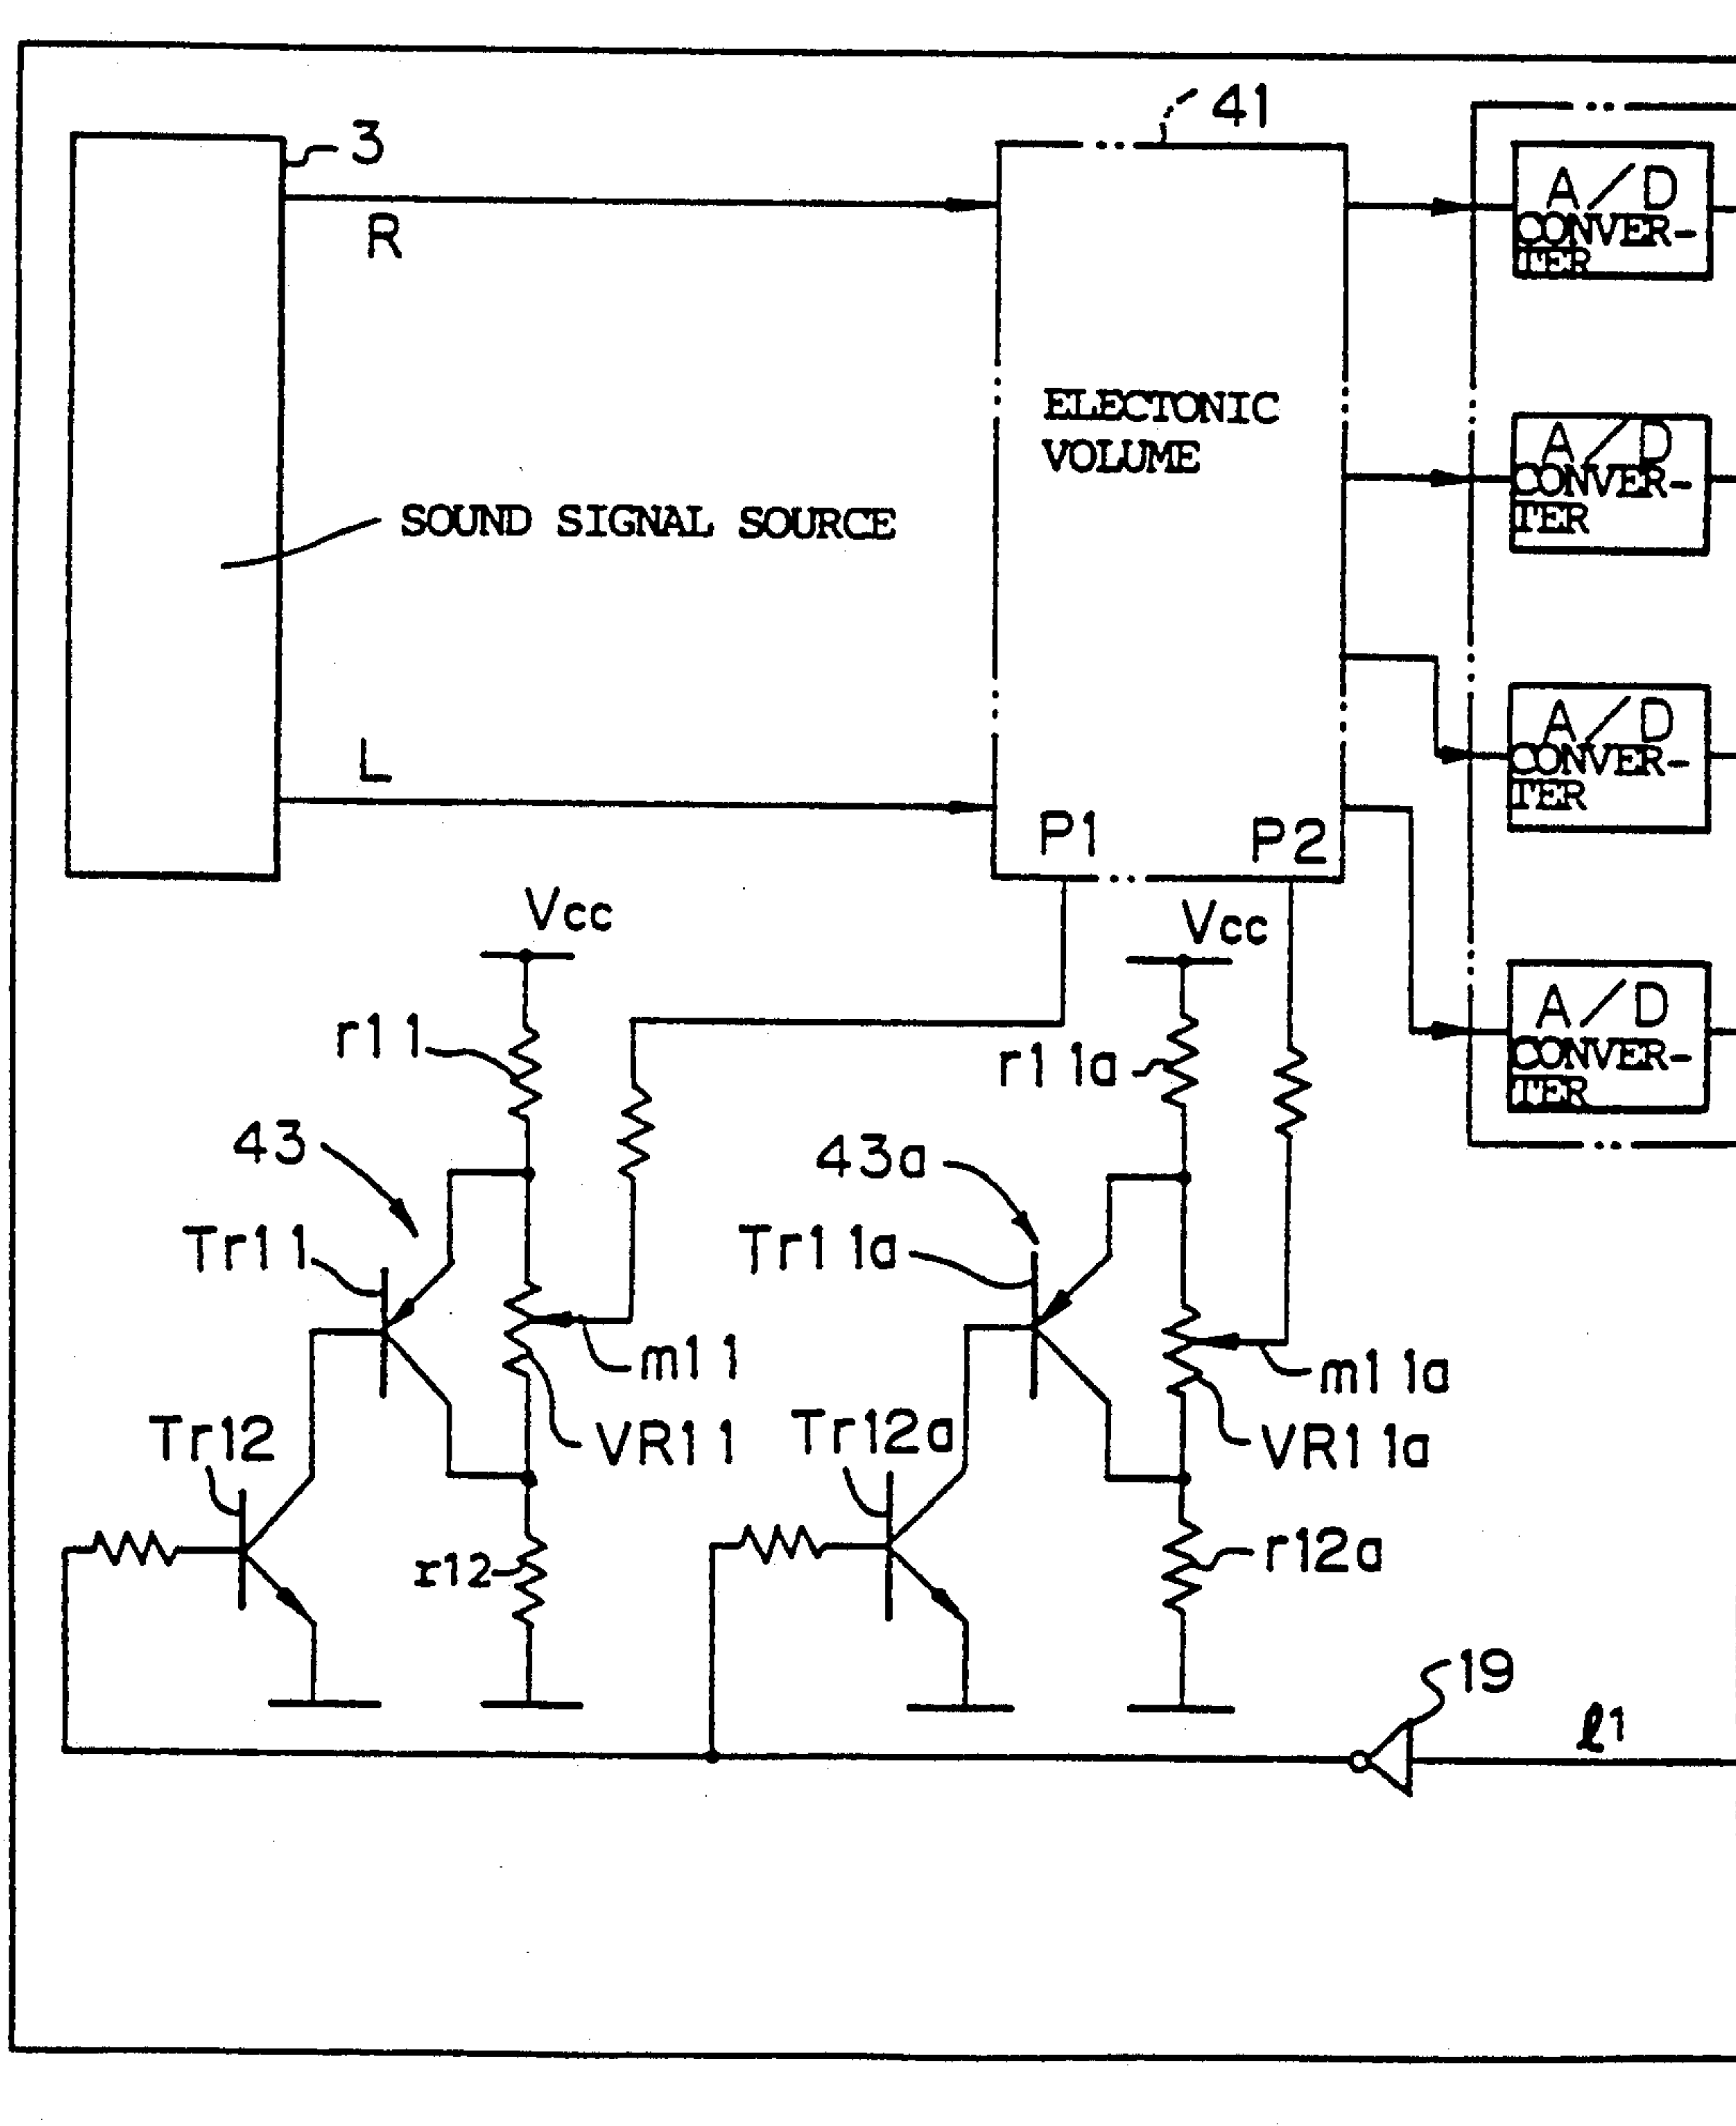 41
3
A/D
CONVER-
TER
R
ELECTONIC
VOLUME
A/D
CONVER-
TER
SOUND SIGNAL SOURCE
A/D
CONVER-
TER
L
P1
P2
Vcc
Vcc
A/D
CONVER-
TER
r11
r11a
43
43a
Tr11
Tr11a
m11
m11a
Tr12
Tr12a
VR11
VR11a
r12
r12a
19
ℓ1